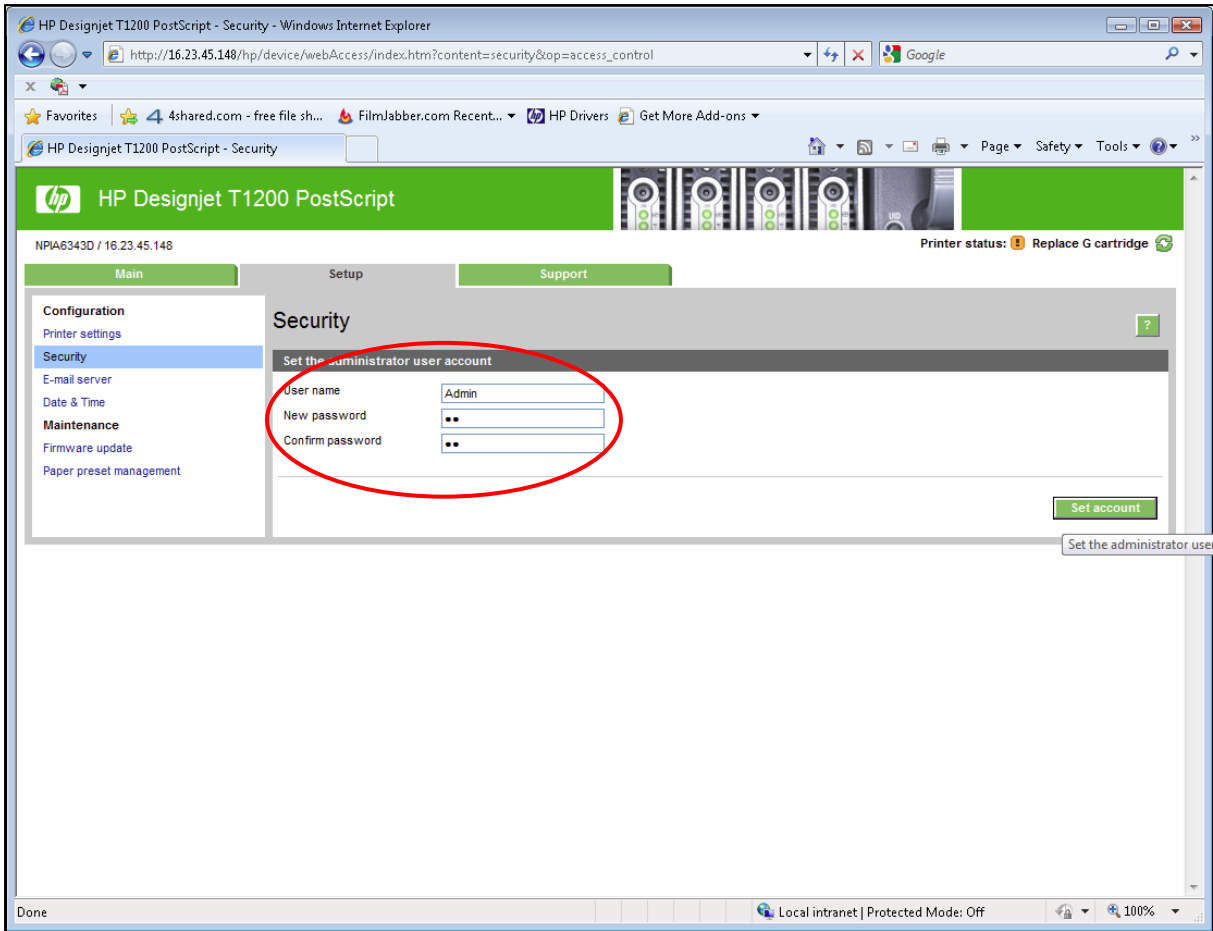 HP Designjet T1200 PostScript - Security - Windows Internet Explorer
http://16.23.45.148/hp/device/webAccess/index.htm?content=security&op=access_control
Google
x
Favorites 4shared.com - free file sh... FilmJabber.com Recent... HP Drivers Get More Add-ons
HP Designjet T1200 PostScript - Security
Page Safety Tools »
hp HP Designjet T1200 PostScript
UID
NPIA6343D / 16.23.45.148
Printer status: Replace G cartridge
Main Setup Support
Configuration
Printer settings
Security
E-mail server
Date & Time
Maintenance
Firmware update
Paper preset management
Security
?
Set the administrator user account
User name Admin
New password ••
Confirm password ••
Set account
Set the administrator use
Done Local intranet | Protected Mode: Off 100%